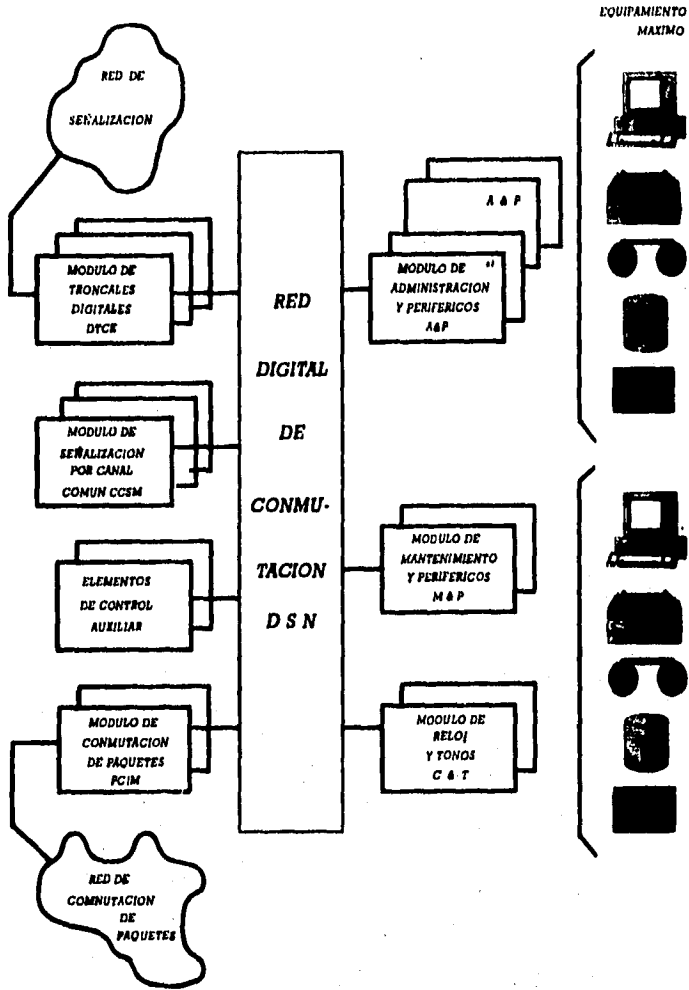 EQUIPAMIENTO
MAXIMO
RED DE
SEÑALIZACION
A & P
MODULO DE
TRONCALES
DIGITALES
DTCE
MODULO DE
ADMINISTRACION
Y PERIFERICOS
A&P
RED
DIGITAL
DE
CONMU-
TACION
D S N
MODULO DE
SEÑALIZACION
POR CANAL
COMUN CCSM
ELEMENTOS
DE CONTROL
AUXILIAR
MODULO DE
MANTENIMIENTO
Y PERIFERICOS
M & P
MODULO DE
CONMUTACION
DE PAQUETES
PCIM
MODULO DE
RELOJ
Y TONOS
C & T
RED DE
COMNUTACION
DE
PAQUETES